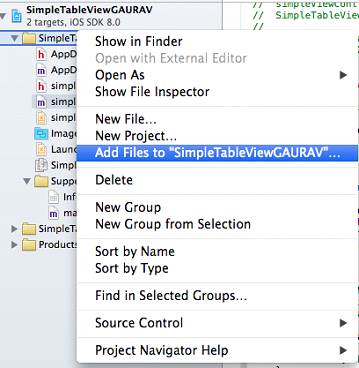 SimpleTableViewGAURAV
2 targets, iOS SDK 8.0
// simpleViewCont
// SimpleTableView
//
SimpleTa
AppD
AppD
simpl
simpl
simpl
Image
Laun
Simp
Suppo
Info
ma
SimpleTa
Products
Show in Finder
Open with External Editor
Open As
Show File Inspector
New File...
New Project...
Add Files to “SimpleTableViewGAURAV”...
Delete
New Group
New Group from Selection
Sort by Name
Sort by Type
Find in Selected Groups...
Source Control
Project Navigator Help